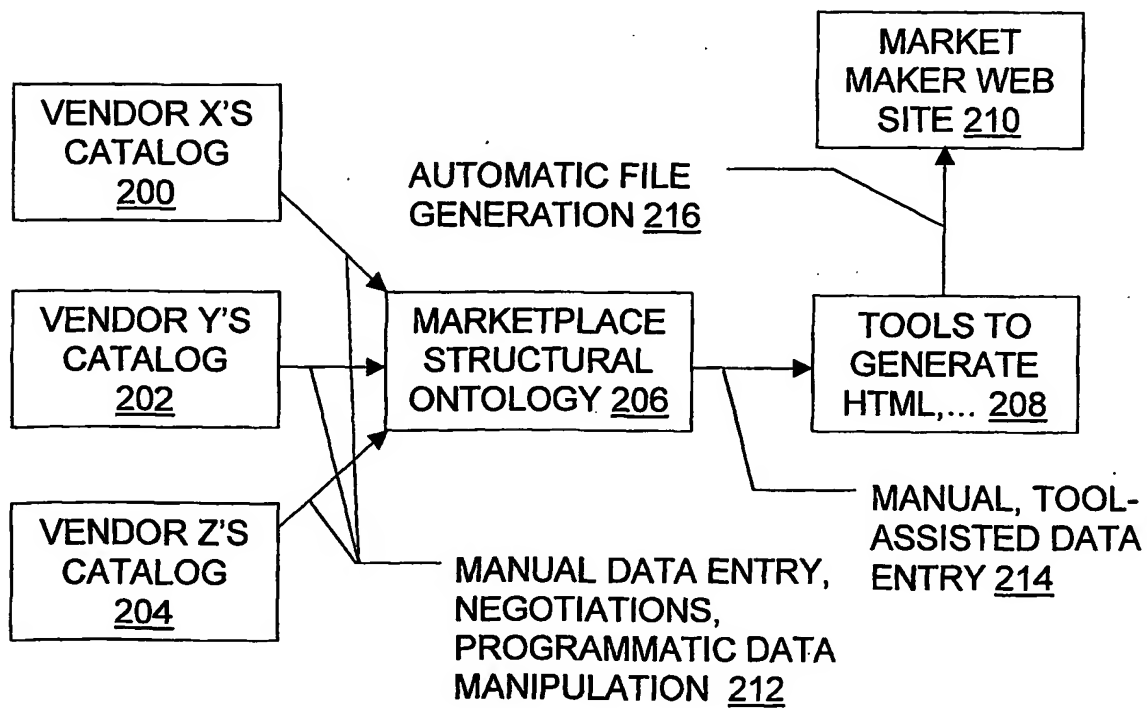 VENDOR X'S
CATALOG
200
VENDOR Y'S
CATALOG
202
VENDOR Z'S
CATALOG
204
MARKETPLACE
STRUCTURAL
ONTOLOGY 206
MANUAL DATA ENTRY,
NEGOTIATIONS,
PROGRAMMATIC DATA
MANIPULATION 212
AUTOMATIC FILE
GENERATION 216
MARKET
MAKER WEB
SITE 210
TOOLS TO
GENERATE
HTML,... 208
MANUAL, TOOL-
ASSISTED DATA
ENTRY 214